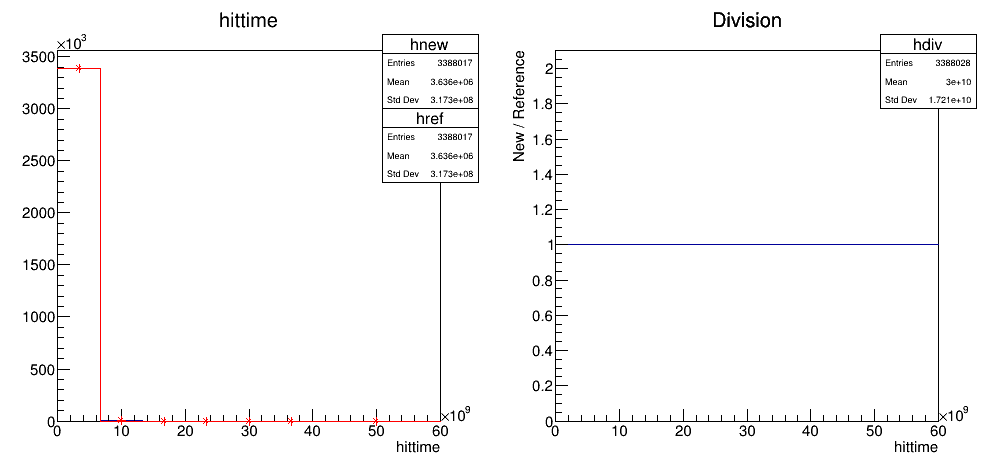 hittime
×10³
hnew
Entries 3388017
Mean 3.636e+06
Std Dev 3.173e+08
href
Entries 3388017
Mean 3.636e+06
Std Dev 3.173e+08
3500
3000
2500
2000
1500
1000
500
0
0 10 20 30 40 50 60
×10⁹
hittime
Division
hdiv
Entries 3388028
Mean 3e+10
Std Dev 1.721e+10
New / Reference
2
1.8
1.6
1.4
1.2
1
0.8
0.6
0.4
0.2
0
0 10 20 30 40 50 60
×10⁹
hittime